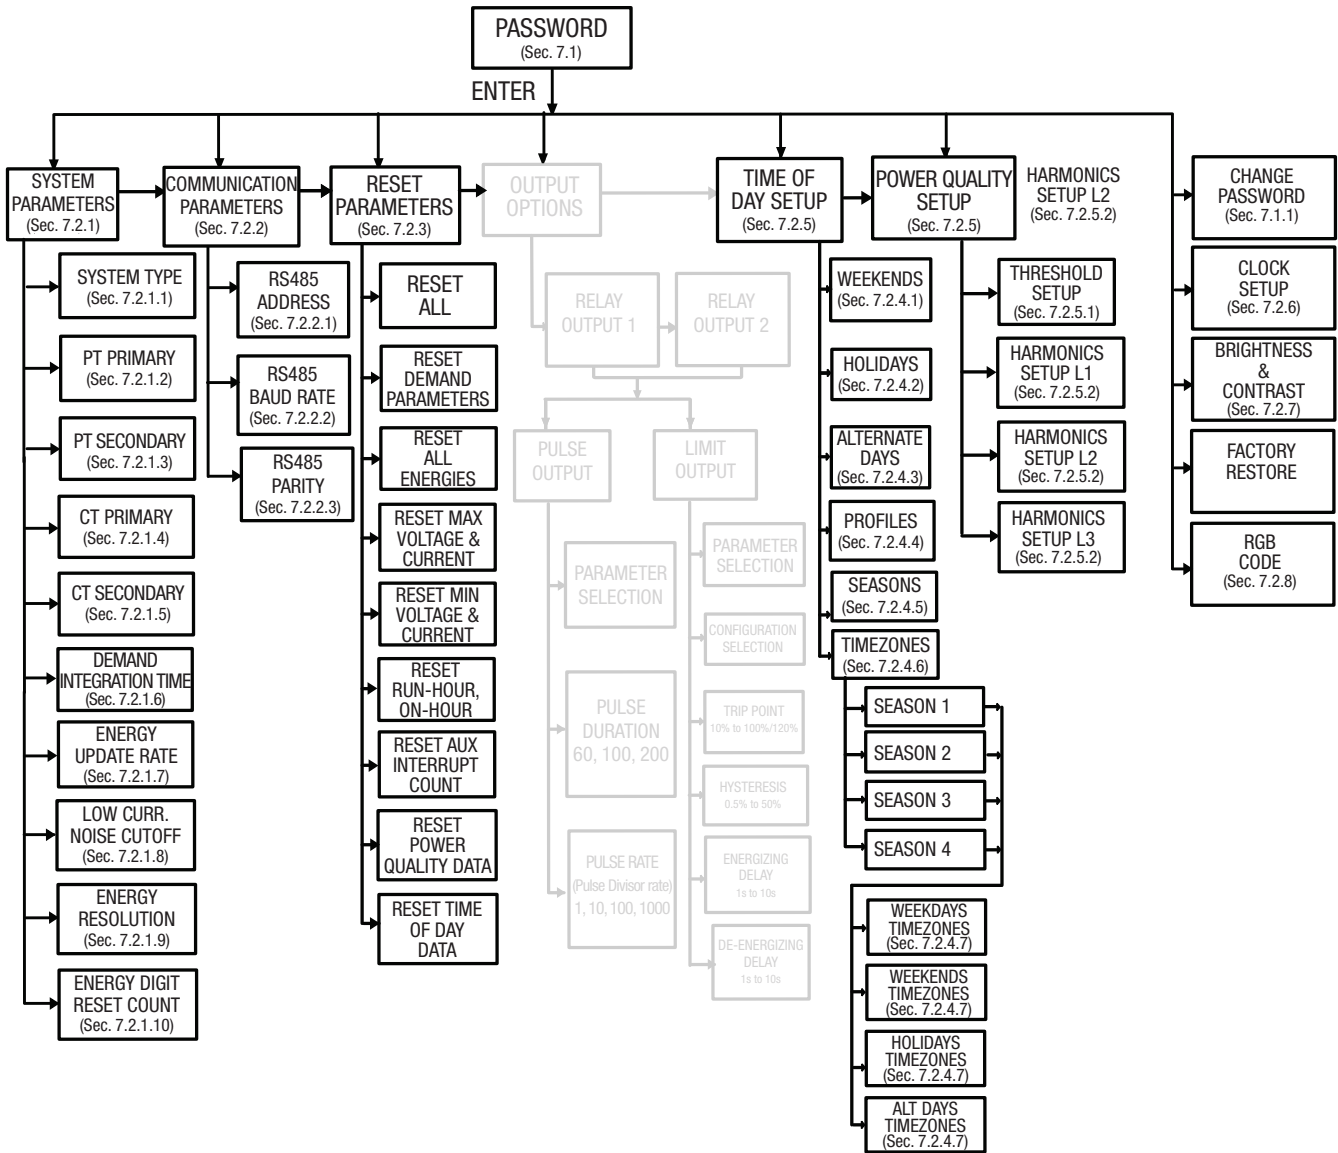 PASSWORD
(Sec. 7.1)
ENTER
SYSTEM
PARAMETERS
(Sec. 7.2.1)
COMMUNICATION
PARAMETERS
(Sec. 7.2.2)
RESET
PARAMETERS
(Sec. 7.2.3)
OUTPUT
OPTIONS
TIME OF
DAY SETUP
(Sec. 7.2.5)
POWER QUALITY
SETUP
(Sec. 7.2.5)
HARMONICS
SETUP L2
(Sec. 7.2.5.2)
CHANGE
PASSWORD
(Sec. 7.1.1)
SYSTEM TYPE
(Sec. 7.2.1.1)
PT PRIMARY
(Sec. 7.2.1.2)
PT SECONDARY
(Sec. 7.2.1.3)
CT PRIMARY
(Sec. 7.2.1.4)
CT SECONDARY
(Sec. 7.2.1.5)
DEMAND
INTEGRATION TIME
(Sec. 7.2.1.6)
ENERGY
UPDATE RATE
(Sec. 7.2.1.7)
LOW CURR.
NOISE CUTOFF
(Sec. 7.2.1.8)
ENERGY
RESOLUTION
(Sec. 7.2.1.9)
ENERGY DIGIT
RESET COUNT
(Sec. 7.2.1.10)
RS485
ADDRESS
(Sec. 7.2.2.1)
RS485
BAUD RATE
(Sec. 7.2.2.2)
RS485
PARITY
(Sec. 7.2.2.3)
RESET
ALL
RESET
DEMAND
PARAMETERS
RESET
ALL
ENERGIES
RESET MAX
VOLTAGE &
CURRENT
RESET MIN
VOLTAGE &
CURRENT
RESET
RUN-HOUR,
ON-HOUR
RESET AUX
INTERRUPT
COUNT
RESET
POWER
QUALITY DATA
RESET TIME
OF DAY
DATA
RELAY
OUTPUT 1
RELAY
OUTPUT 2
PULSE
OUTPUT
LIMIT
OUTPUT
PARAMETER
SELECTION
PULSE
DURATION
60, 100, 200
PULSE RATE
(Pulse Divisor rate)
1, 10, 100, 1000
PARAMETER
SELECTION
CONFIGURATION
SELECTION
TRIP POINT
10% to 100%/120%
HYSTERESIS
0.5% to 50%
ENERGIZING
DELAY
1s to 10s
DE-ENERGIZING
DELAY
1s to 10s
WEEKENDS
(Sec. 7.2.4.1)
HOLIDAYS
(Sec. 7.2.4.2)
ALTERNATE
DAYS
(Sec. 7.2.4.3)
PROFILES
(Sec. 7.2.4.4)
SEASONS
(Sec. 7.2.4.5)
TIMEZONES
(Sec. 7.2.4.6)
SEASON 1
SEASON 2
SEASON 3
SEASON 4
WEEKDAYS
TIMEZONES
(Sec. 7.2.4.7)
WEEKENDS
TIMEZONES
(Sec. 7.2.4.7)
HOLIDAYS
TIMEZONES
(Sec. 7.2.4.7)
ALT DAYS
TIMEZONES
(Sec. 7.2.4.7)
THRESHOLD
SETUP
(Sec. 7.2.5.1)
HARMONICS
SETUP L1
(Sec. 7.2.5.2)
HARMONICS
SETUP L2
(Sec. 7.2.5.2)
HARMONICS
SETUP L3
(Sec. 7.2.5.2)
CLOCK
SETUP
(Sec. 7.2.6)
BRIGHTNESS
&
CONTRAST
(Sec. 7.2.7)
FACTORY
RESTORE
RGB
CODE
(Sec. 7.2.8)